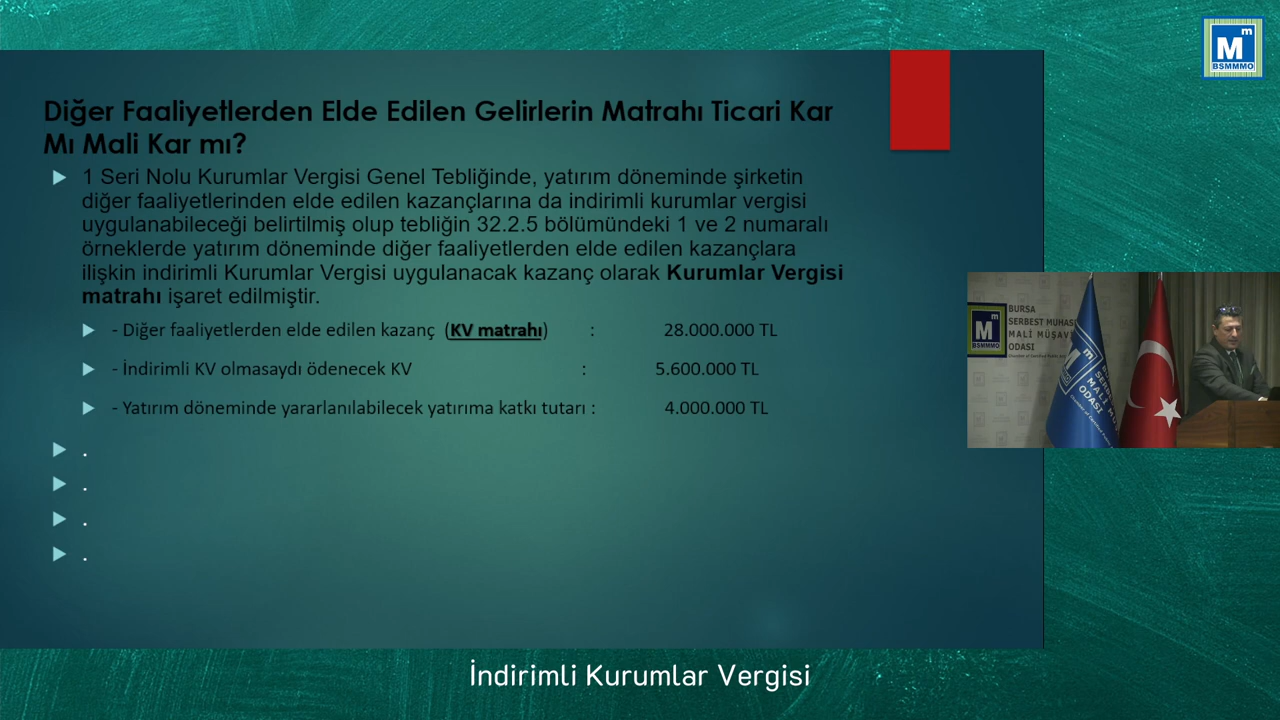 Diğer Faaliyetlerden Elde Edilen Gelirlerin Matrahı Ticari Kar
Mı Mali Kar mı?
1 Seri Nolu Kurumlar Vergisi Genel Tebliğinde, yatırım döneminde şirketin
diğer faaliyetlerinden elde edilen kazançlarına da indirimli kurumlar vergisi
uygulanabileceği belirtilmiş olup tebliğin 32.2.5 bölümündeki 1 ve 2 numaralı
örneklerde yatırım döneminde diğer faaliyetlerden elde edilen kazançlara
ilişkin indirimli Kurumlar Vergisi uygulanacak kazanç olarak Kurumlar Vergisi
matrahı işaret edilmiştir.
- Diğer faaliyetlerden elde edilen kazanç (KV matrahı) : 28.000.000 TL
- İndirimli KV olmasaydı ödenecek KV : 5.600.000 TL
- Yatırım döneminde yararlanılabilecek yatırıma katkı tutarı : 4.000.000 TL
.
.
.
.
M m
BSMMMO
BURSA
SERBEST MUHAS
MALİ MÜŞAV
ODASI
BSMMMO
ODASI
İndirimli Kurumlar Vergisi